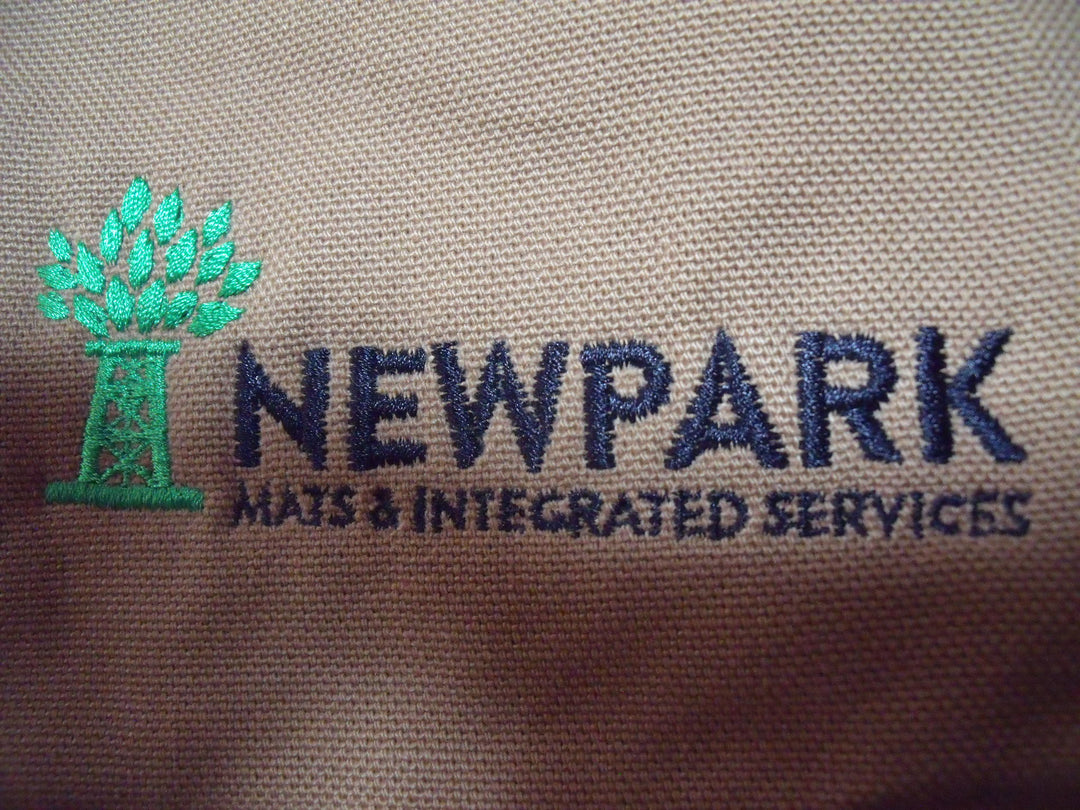 NEWPARK
MATS & INTEGRATED SERVICES